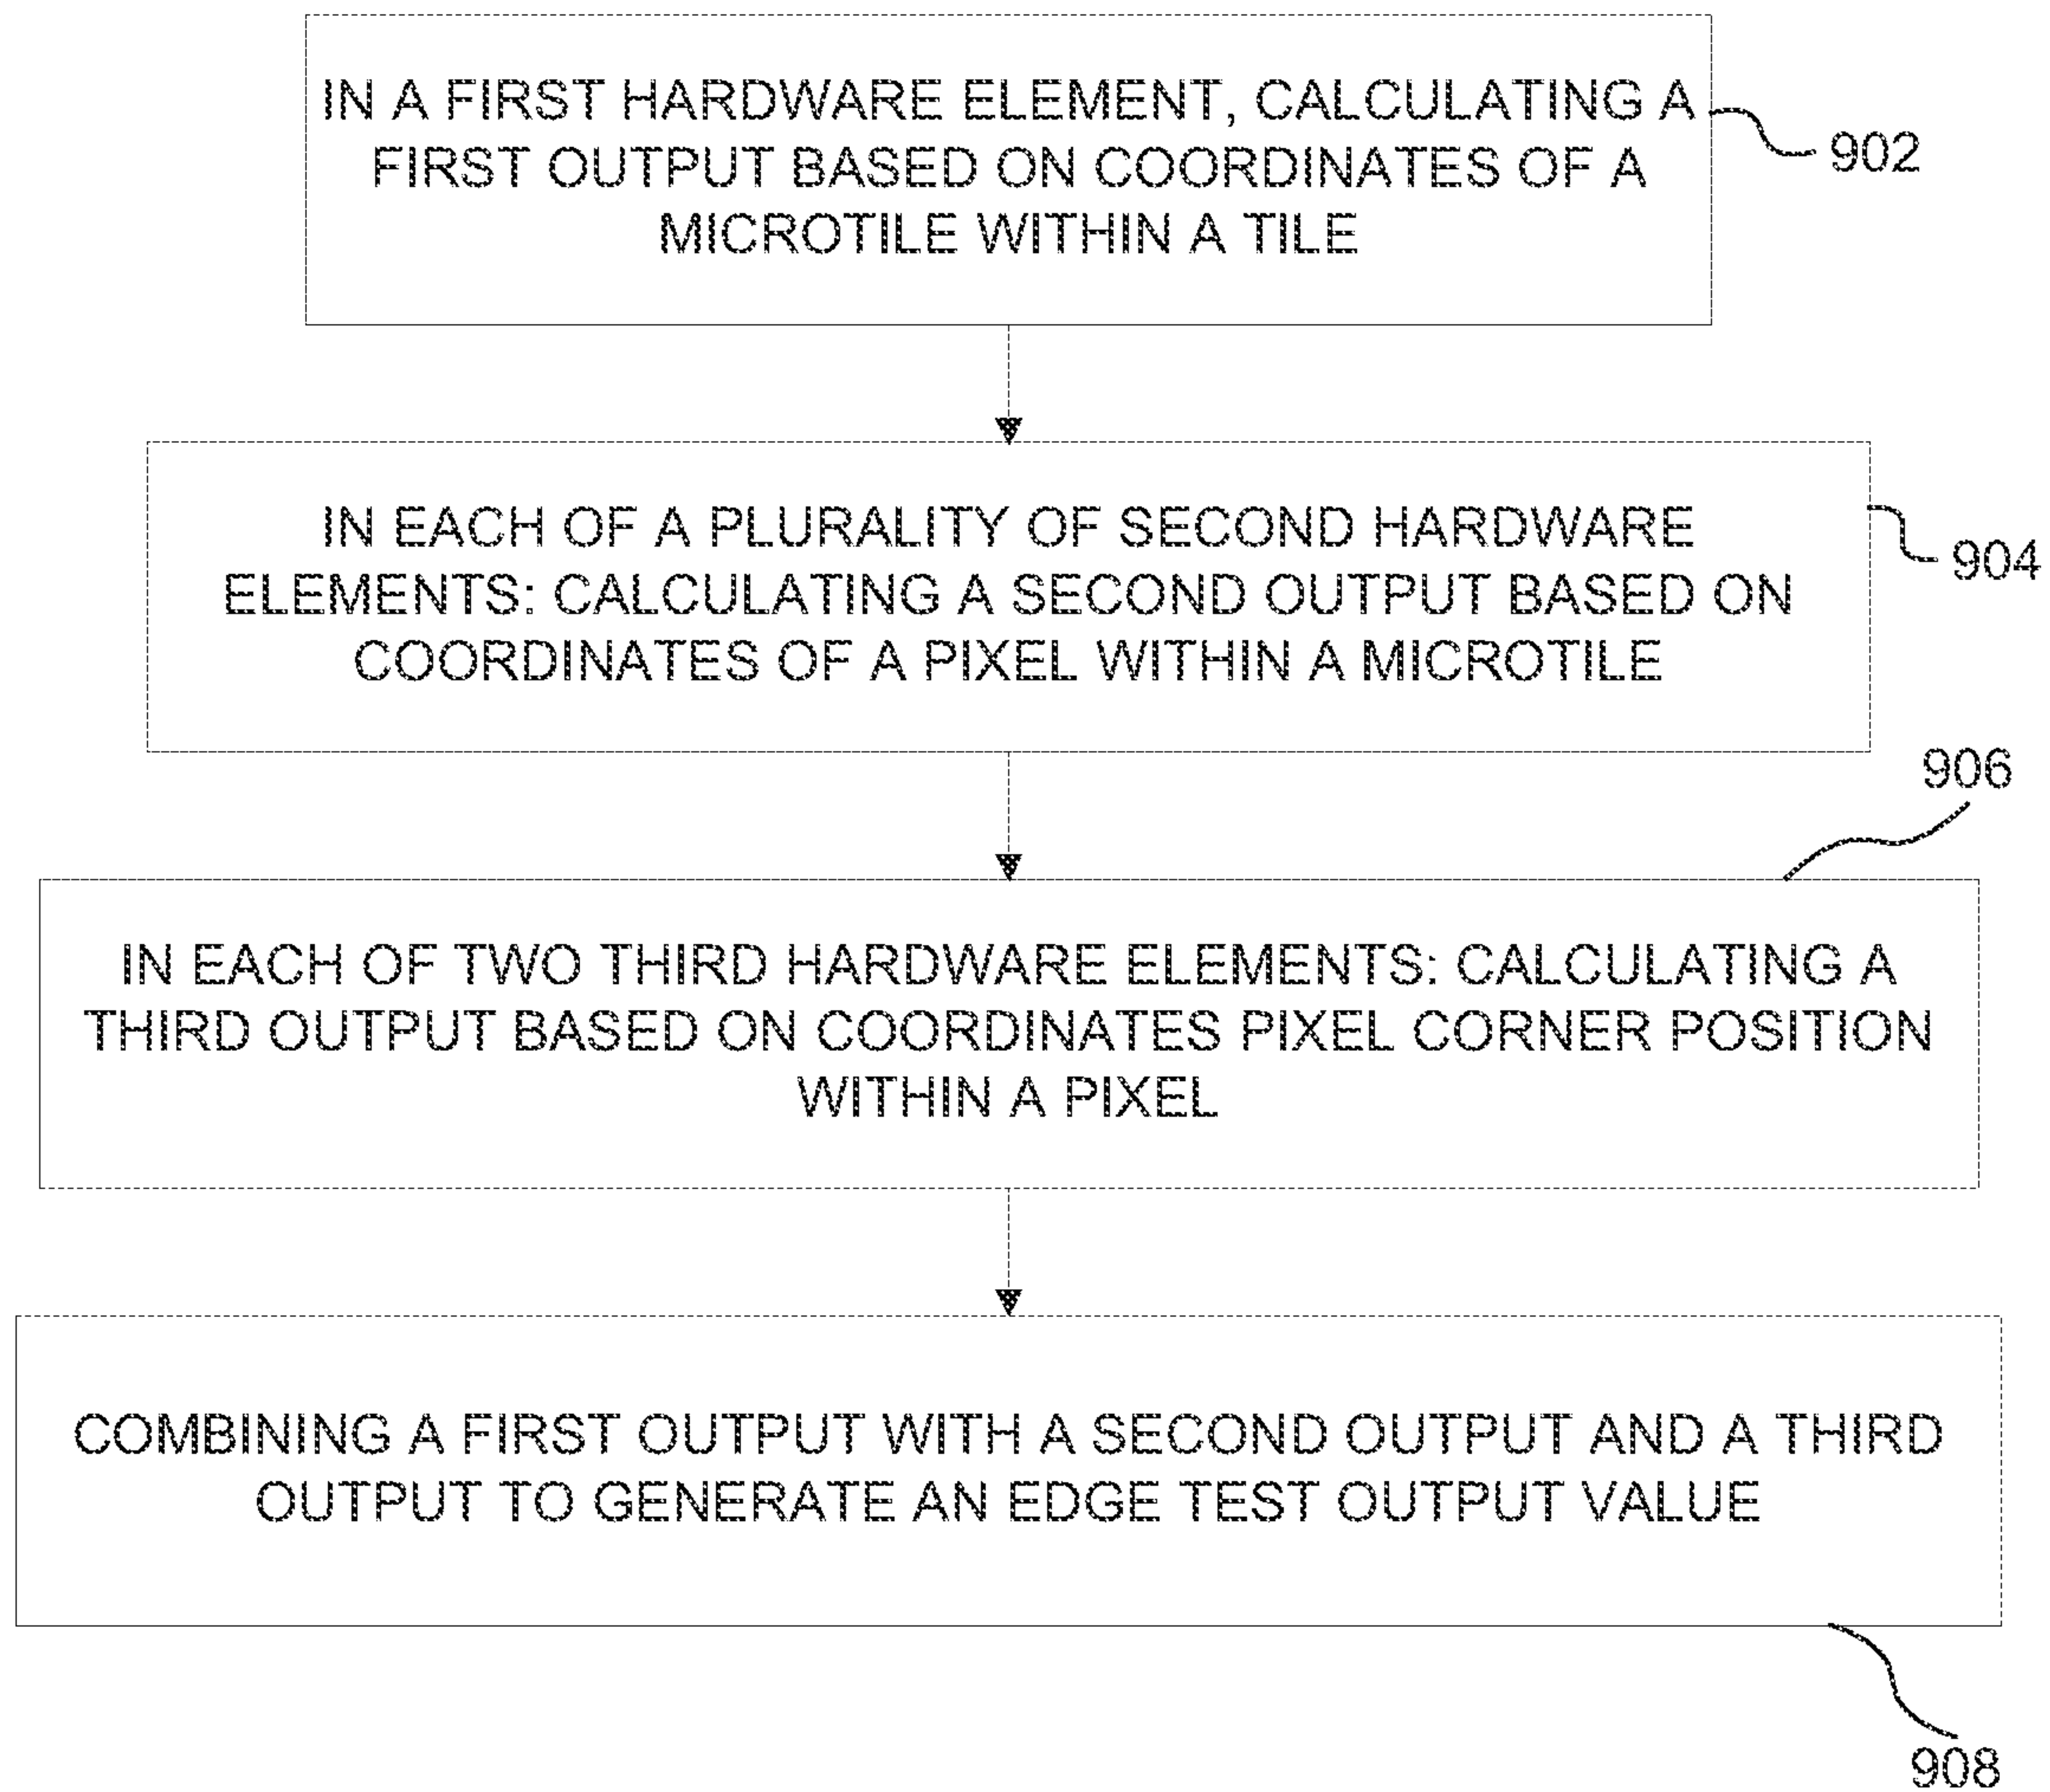 IN A FIRST HARDWARE ELEMENT, CALCULATING A
FIRST OUTPUT BASED ON COORDINATES OF A
MICROTILE WITHIN A TILE
902
IN EACH OF A PLURALITY OF SECOND HARDWARE
ELEMENTS: CALCULATING A SECOND OUTPUT BASED ON
COORDINATES OF A PIXEL WITHIN A MICROTILE
904
906
IN EACH OF TWO THIRD HARDWARE ELEMENTS: CALCULATING A
THIRD OUTPUT BASED ON COORDINATES PIXEL CORNER POSITION
WITHIN A PIXEL
COMBINING A FIRST OUTPUT WITH A SECOND OUTPUT AND A THIRD
OUTPUT TO GENERATE AN EDGE TEST OUTPUT VALUE
908